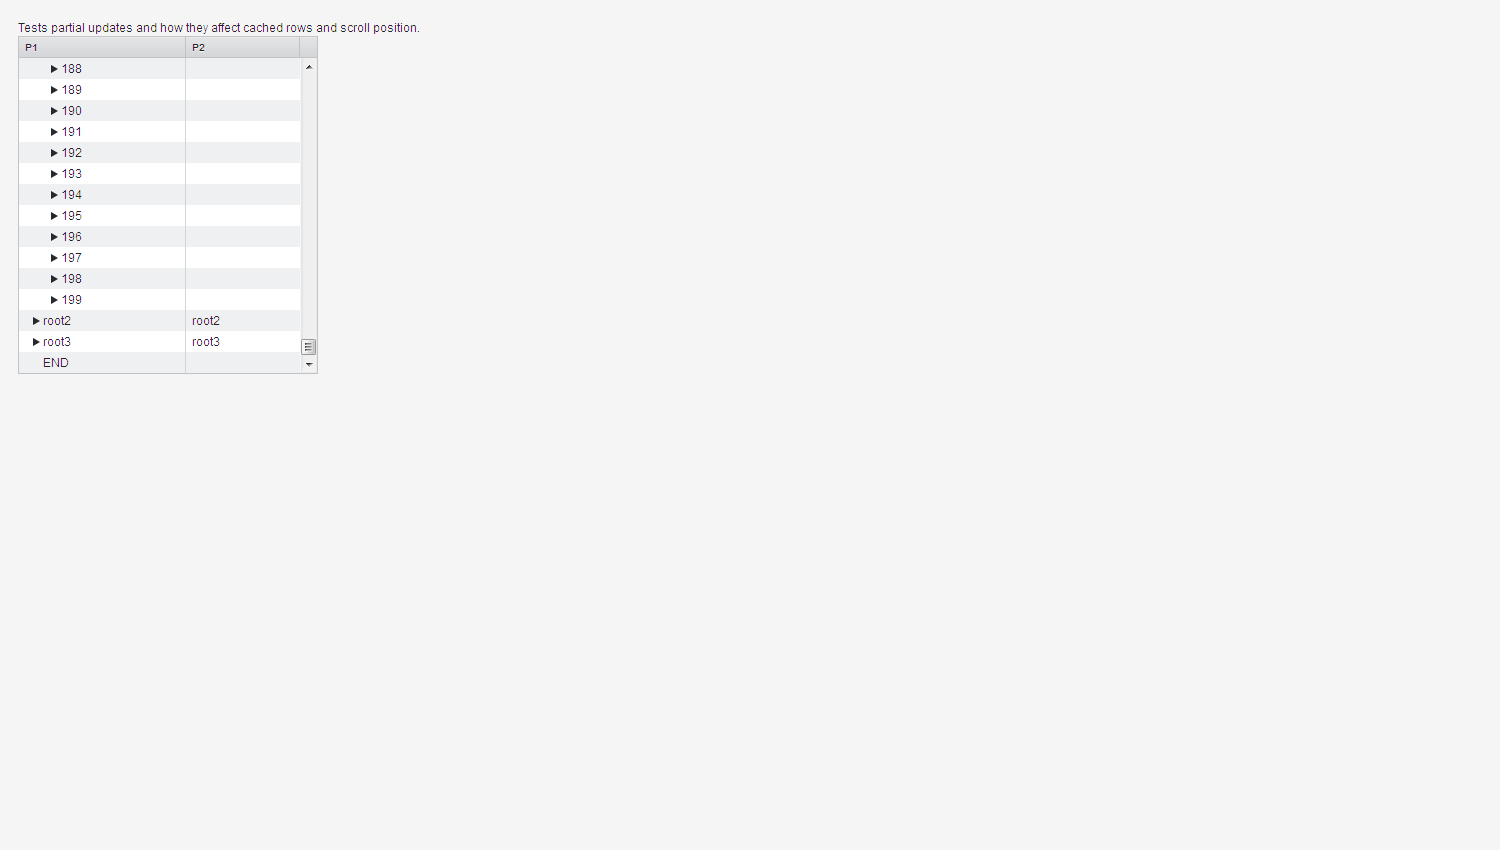 Tests partial updates and how they affect cached rows and scroll position.
P1 P2
188
189
190
191
192
193
194
195
196
197
198
199
root2 root2
root3 root3
END